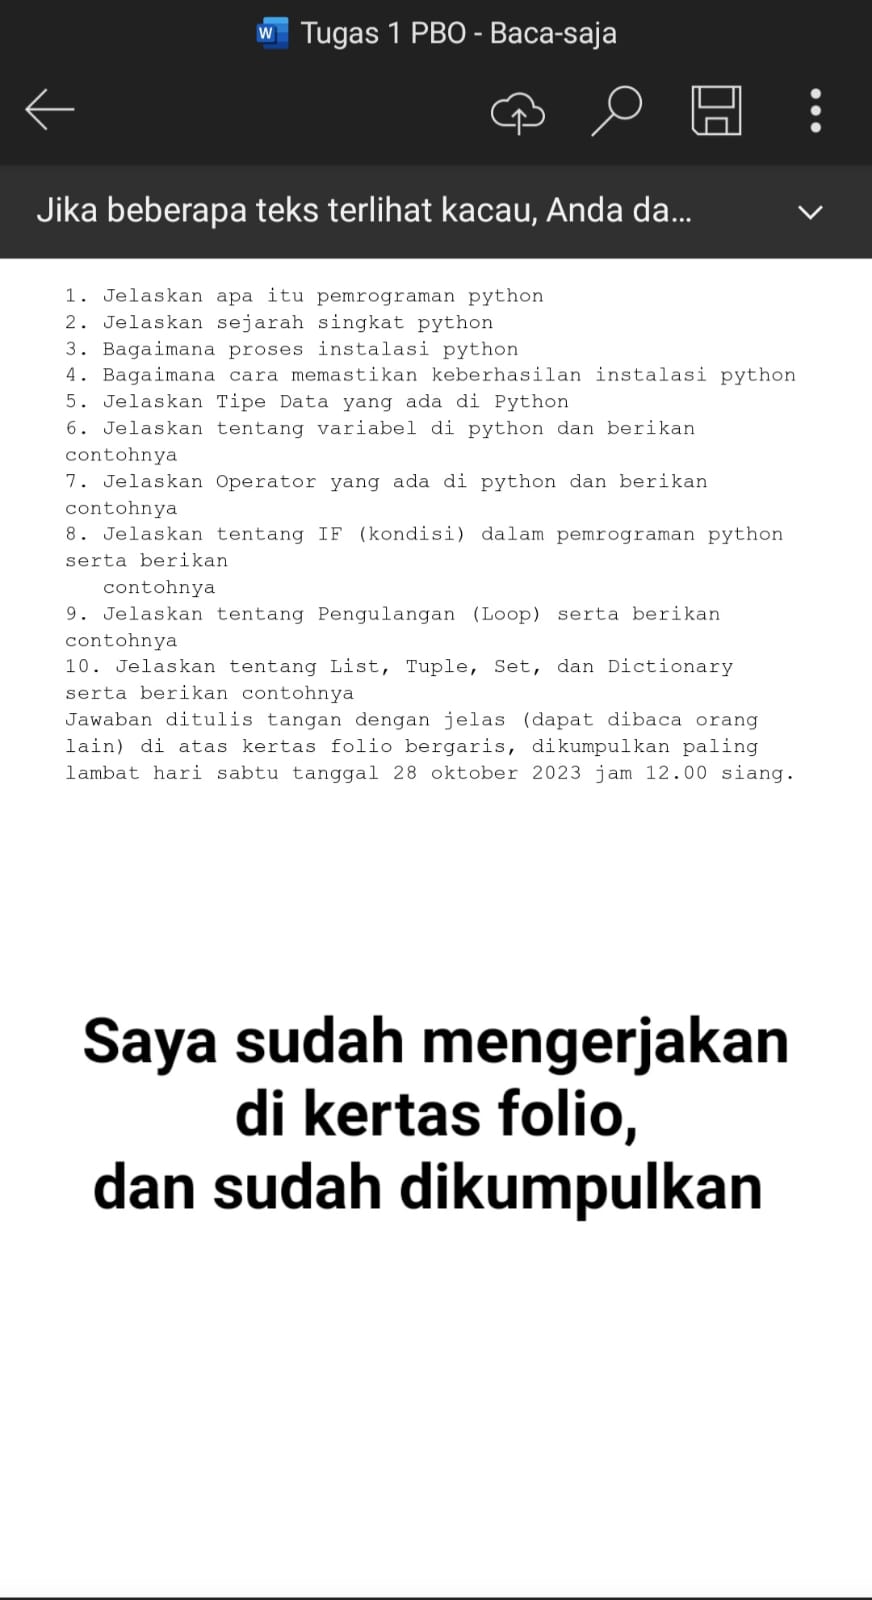 Tugas 1 PBO - Baca-saja
Jika beberapa teks terlihat kacau, Anda da...
1. Jelaskan apa itu pemrograman python
2. Jelaskan sejarah singkat python
3. Bagaimana proses instalasi python
4. Bagaimana cara memastikan keberhasilan instalasi python
5. Jelaskan Tipe Data yang ada di Python
6. Jelaskan tentang variabel di python dan berikan
contohnya
7. Jelaskan Operator yang ada di python dan berikan
contohnya
8. Jelaskan tentang IF (kondisi) dalam pemrograman python
serta berikan
contohnya
9. Jelaskan tentang Pengulangan (Loop) serta berikan
contohnya
10. Jelaskan tentang List, Tuple, Set, dan Dictionary
serta berikan contohnya
Jawaban ditulis tangan dengan jelas (dapat dibaca orang
lain) di atas kertas folio bergaris, dikumpulkan paling
lambat hari sabtu tanggal 28 oktober 2023 jam 12.00 siang.
Saya sudah mengerjakan
di kertas folio,
dan sudah dikumpulkan